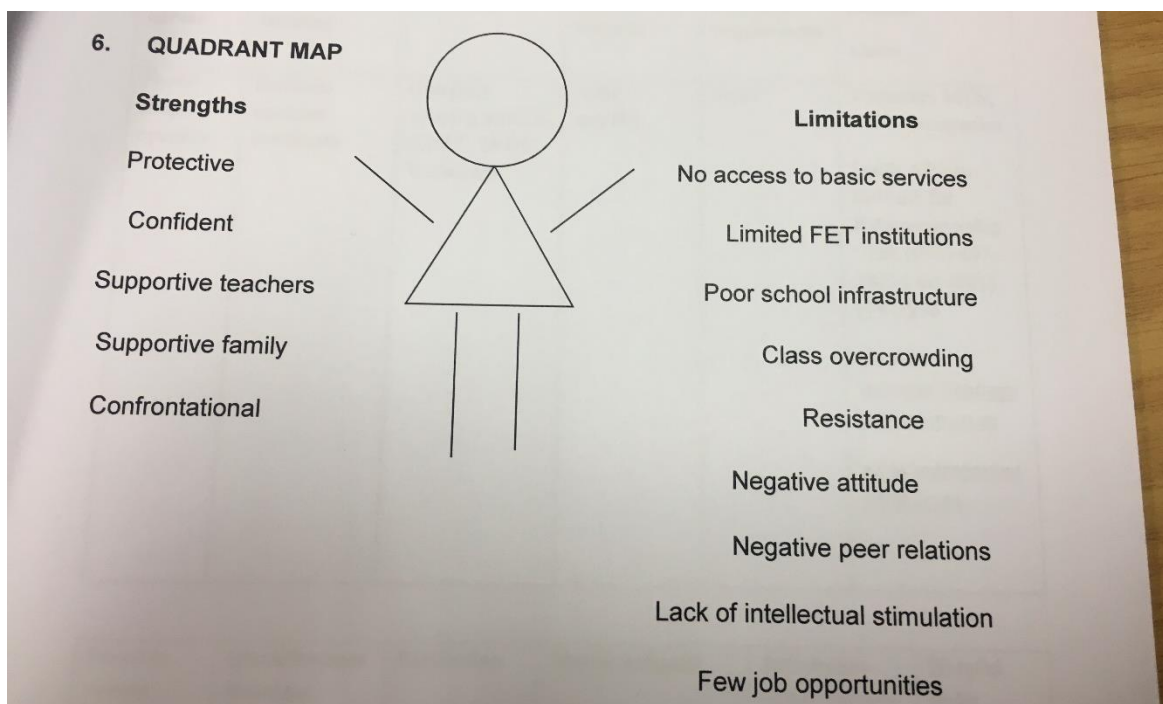 6. QUADRANT MAP
Strengths
Protective
Confident
Supportive teachers
Supportive family
Confrontational
Limitations
No access to basic services
Limited FET institutions
Poor school infrastructure
Class overcrowding
Resistance
Negative attitude
Negative peer relations
Lack of intellectual stimulation
Few job opportunities